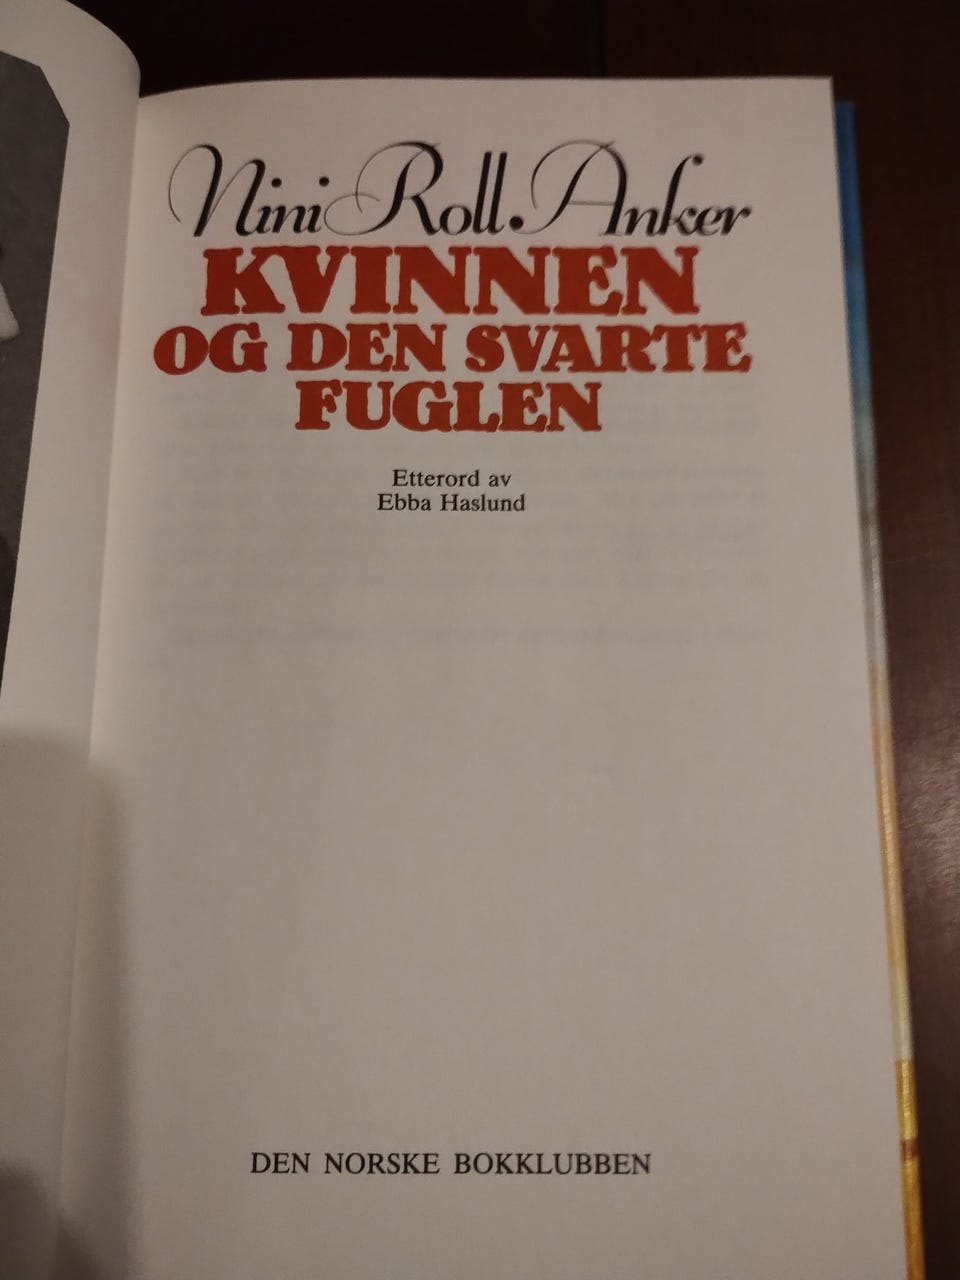 Nini Roll Anker
KVINNEN
OG DEN SVARTE
FUGLEN
Etterord av
Ebba Haslund
DEN NORSKE BOKKLUBBEN